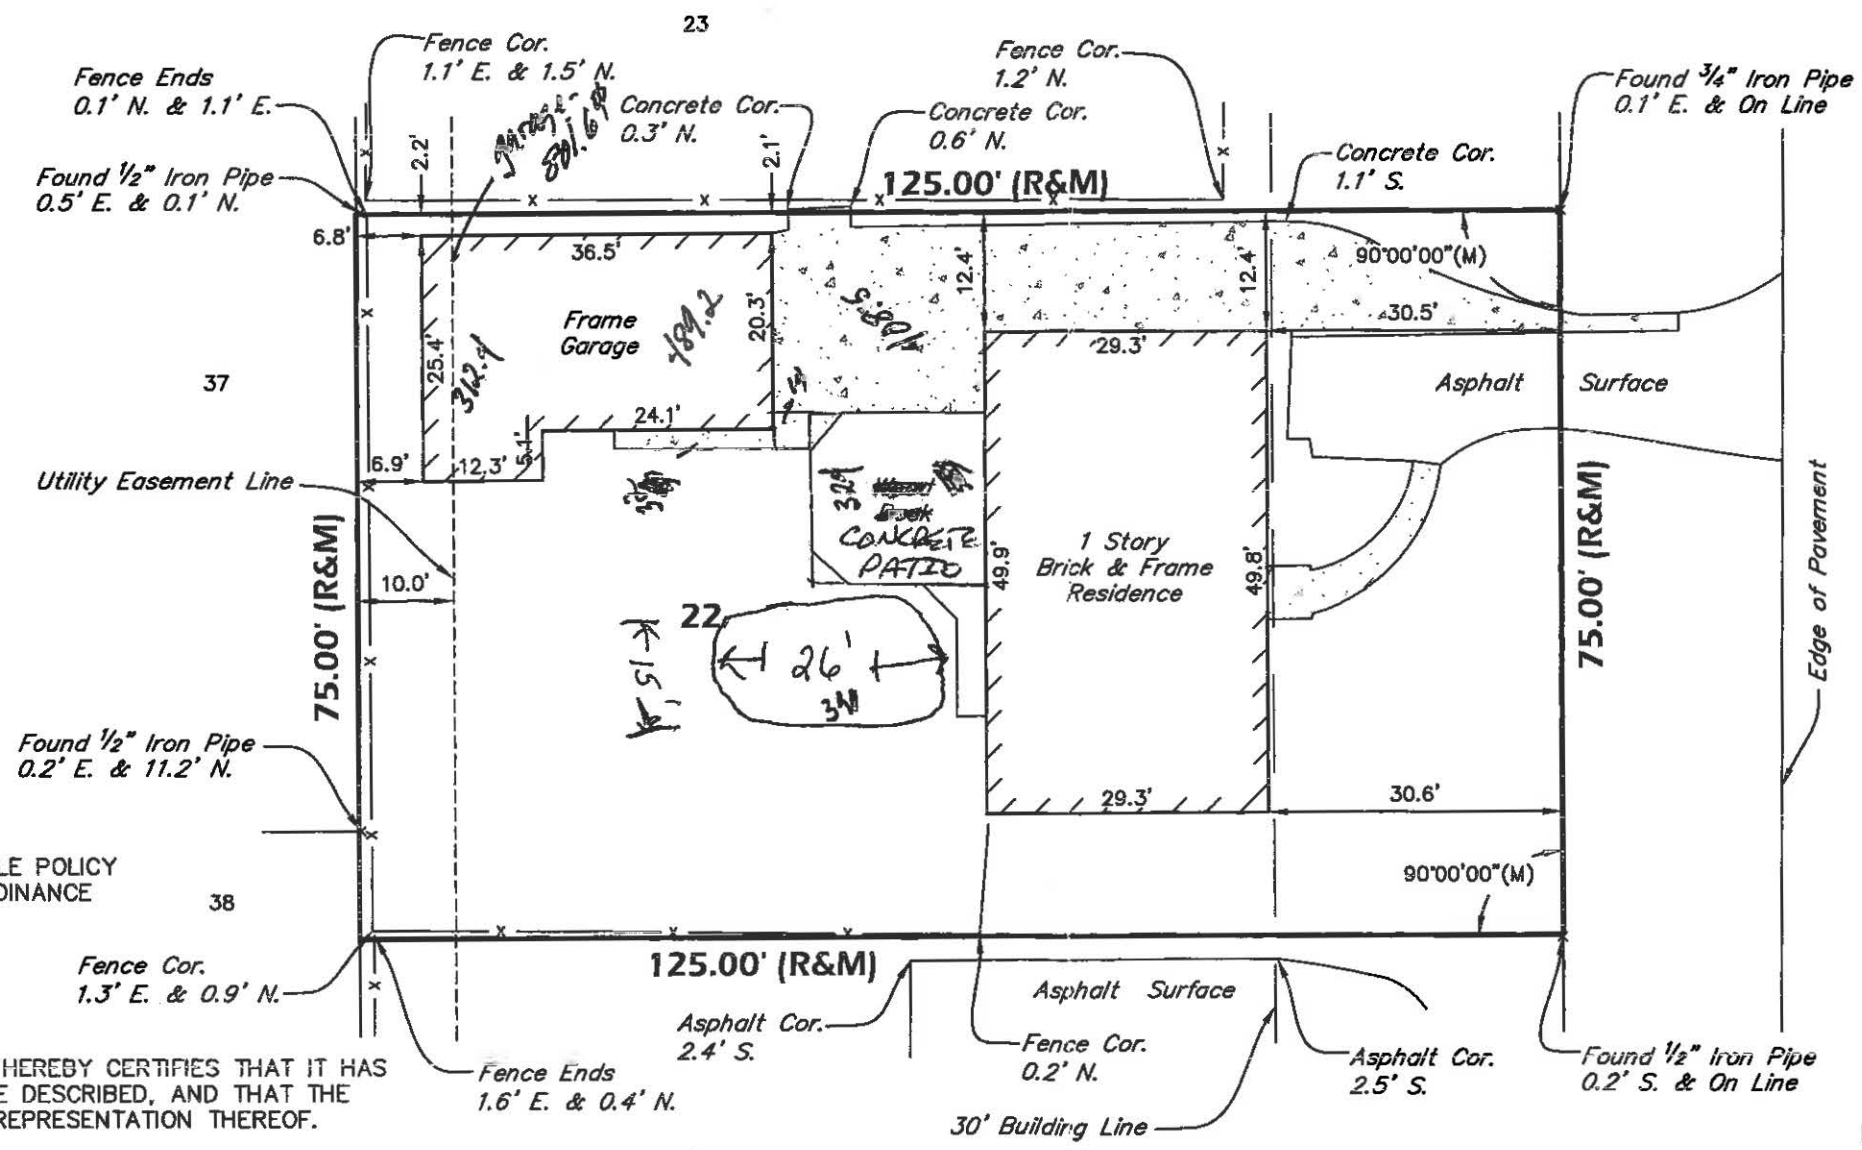 23
Fence Cor.
1.1' E. & 1.5' N.
Fence Cor.
1.2' N.
Fence Ends
0.1' N. & 1.1' E.
Concrete Cor.
0.3' N.
Concrete Cor.
0.6' N.
Found 3/4" Iron Pipe
0.1' E. & On Line
Found 1/2" Iron Pipe
0.5' E. & 0.1' N.
2.2'
801.6
2.1'
125.00' (R&M)
Concrete Cor.
1.1' S.
6.8'
36.5'
12.4'
12.4'
90°00'00"(M)
Frame
Garage
489.2
20.3'
30.5'
29.3'
25.4'
37
Asphalt Surface
24.1'
5.1'
6.9'
12.3'
Utility Easement Line
329
CONCRETE
PATIO
49.9'
1 Story
Brick & Frame
Residence
49.8'
75.00' (R&M)
10.0'
75.00' (R&M)
Edge of Pavement
22
15'
26'
Found 1/2" Iron Pipe
0.2' E. & 11.2' N.
29.3'
30.6'
LE POLICY
DINANCE
38
90°00'00"(M)
125.00' (R&M)
Fence Cor.
1.3' E. & 0.9' N.
Asphalt Surface
Asphalt Cor.
2.4' S.
Fence Cor.
0.2' N.
Asphalt Cor.
2.5' S.
Found 1/2" Iron Pipe
0.2' S. & On Line
HEREBY CERTIFIES THAT IT HAS
E DESCRIBED, AND THAT THE
REPRESENTATION THEREOF.
Fence Ends
1.6' E. & 0.4' N.
30' Building Line